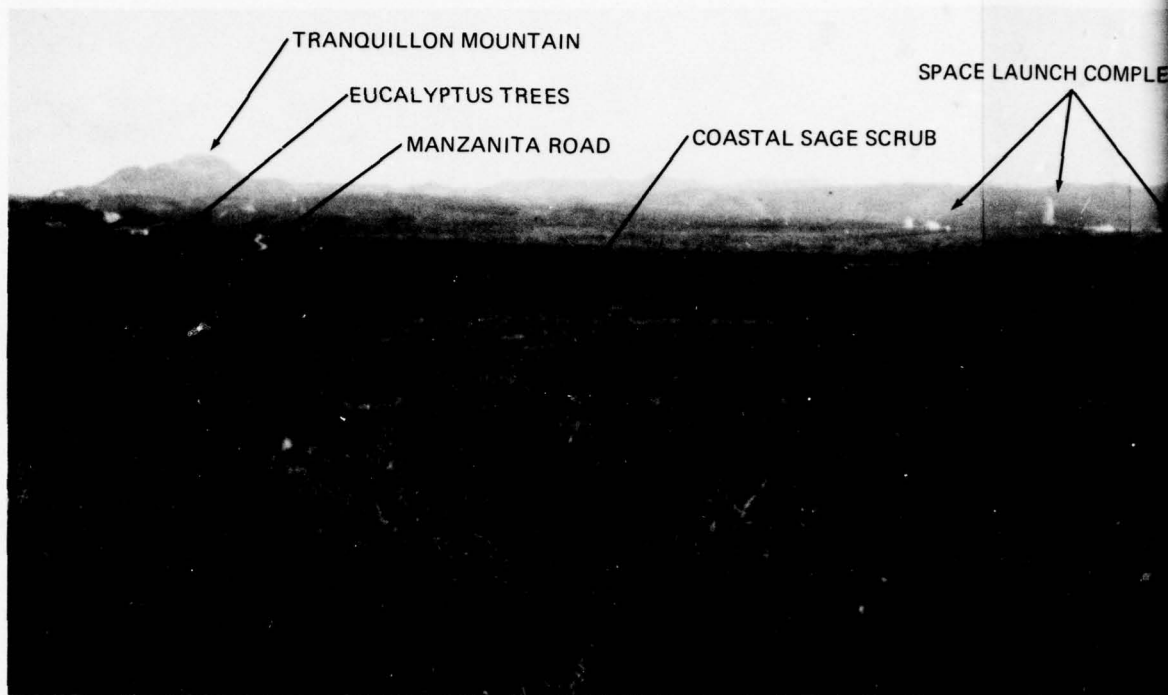 TRANQUILLON MOUNTAIN
SPACE LAUNCH COMPLE
EUCALYPTUS TREES
MANZANITA ROAD
COASTAL SAGE SCRUB